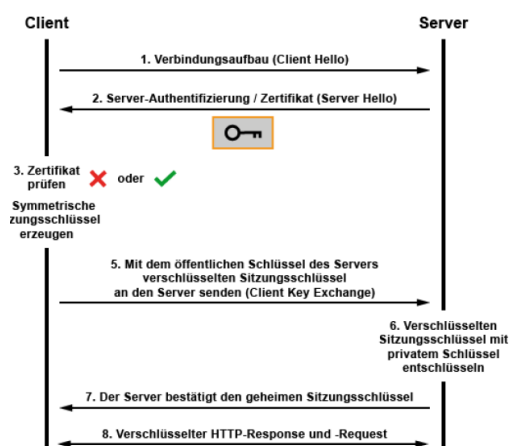 Client
Server
1. Verbindungsaufbau (Client Hello)
2. Server-Authentifizierung / Zertifikat (Server Hello)
3. Zertifikat
prüfen
oder
Symmetrische
zungsschlüssel
erzeugen
5. Mit dem öffentlichen Schlüssel des Servers
verschlüsselten Sitzungsschlüssel
an den Server senden (Client Key Exchange)
6. Verschlüsselten
Sitzungsschlüssel mit
privatem Schlüssel
entschlüsseln
7. Der Server bestätigt den geheimen Sitzungsschlüssel
8. Verschlüsselter HTTP-Response und -Request